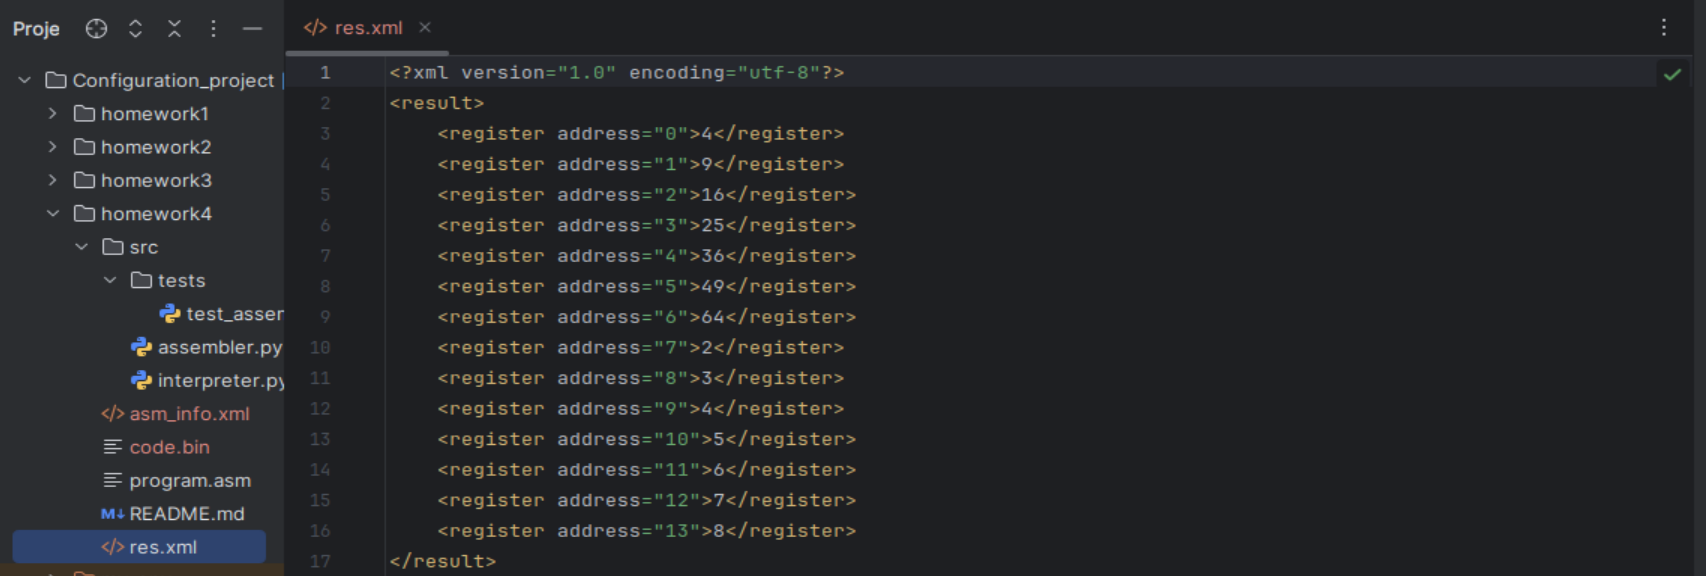 Proje
res.xml
Configuration_project
homework1
homework2
homework3
homework4
src
tests
test_asser
assembler.py
interpreter.py
asm_info.xml
code.bin
program.asm
M↓ README.md
res.xml
1 <?xml version="1.0" encoding="utf-8"?>
2 <result>
3 <register address="0">4</register>
4 <register address="1">9</register>
5 <register address="2">16</register>
6 <register address="3">25</register>
7 <register address="4">36</register>
8 <register address="5">49</register>
9 <register address="6">64</register>
10 <register address="7">2</register>
11 <register address="8">3</register>
12 <register address="9">4</register>
13 <register address="10">5</register>
14 <register address="11">6</register>
15 <register address="12">7</register>
16 <register address="13">8</register>
17 </result>